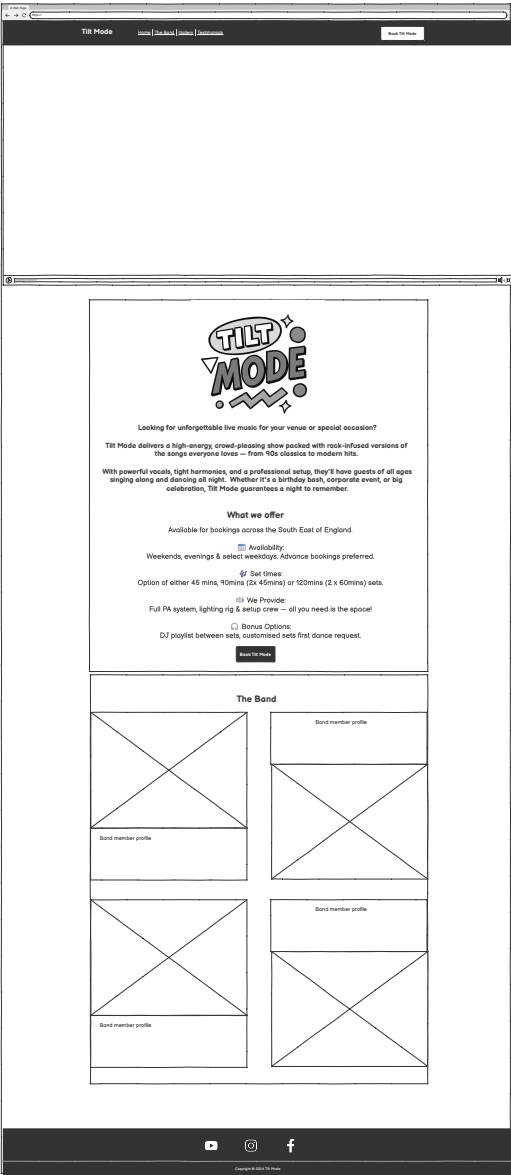 A Web Page
https://
Tilt Mode
Home | The Band | Gallery | Testimonials
Book Tilt Mode
TILT
MODE
Looking for unforgettable live music for your venue or special occasion?
Tilt Mode delivers a high-energy, crowd-pleasing show packed with rock-infused versions of
the songs everyone loves — from 90s classics to modern hits.
With powerful vocals, tight harmonies, and a professional setup, they'll have guests of all ages
singing along and dancing all night. Whether it's a birthday bash, corporate event, or big
celebration, Tilt Mode guarantees a night to remember.
What we offer
Available for bookings across the South East of England.
Availability:
Weekends, evenings & select weekdays. Advance bookings preferred.
Set times:
Option of either 45 mins, 90mins (2x 45mins) or 120mins (2 x 60mins) sets.
We Provide:
Full PA system, lighting rig & setup crew — all you need is the space!
Bonus Options:
DJ playlist between sets, customised sets first dance request.
Book Tilt Mode
The Band
Band member profile
Band member profile
Band member profile
Band member profile
Copyright © 2024 Tilt Mode